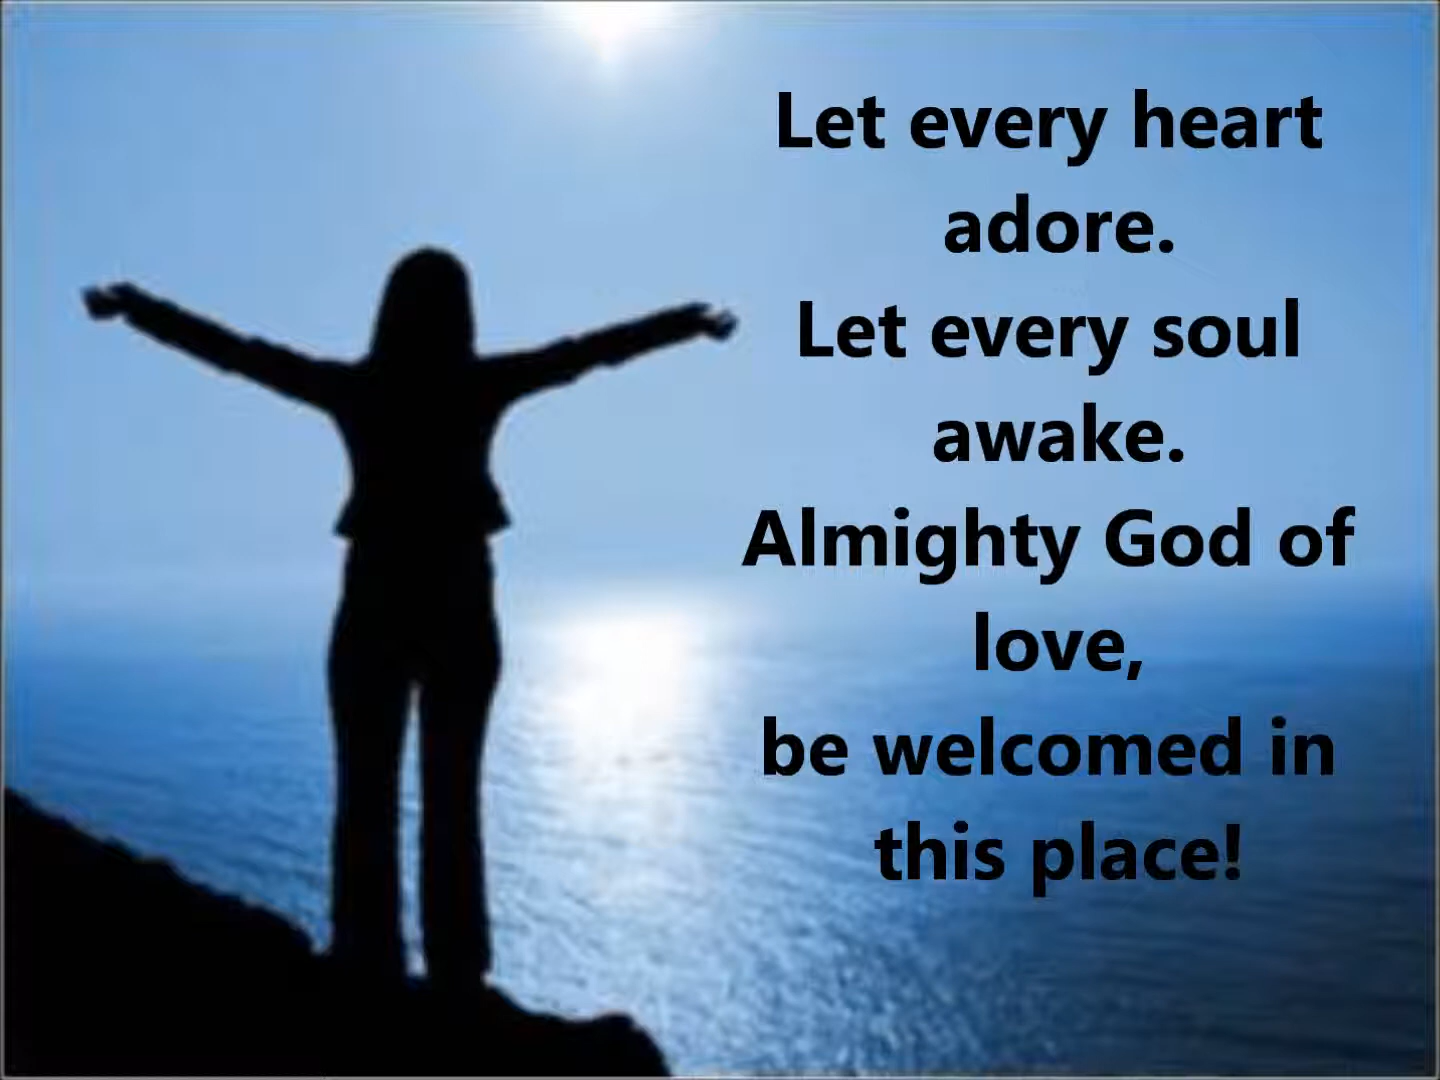 Let every heart
adore.
Let every soul
awake.
Almighty God of
love,
be welcomed in
this place!